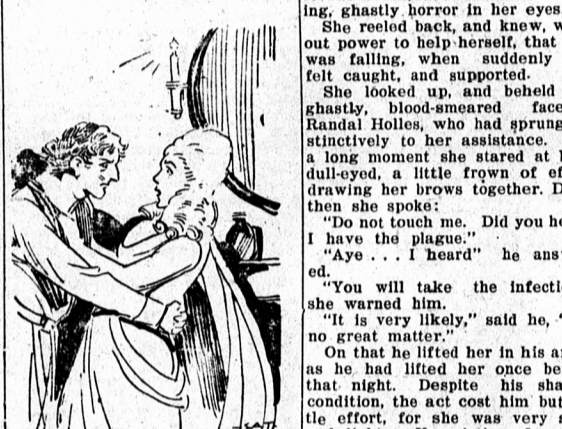 ing, ghastly horror in her eyes
She reeled back, and knew, w
out power to help herself, that
was falling, when suddenly
felt caught, and supported.
She looked up, and beheld
ghastly, blood-smeared face
Randal Holles, who had sprung
stinctively to her assistance.
a long moment she stared at h
dull-eyed, a little frown of ef
drawing her brows together. D
then she spoke:
"Do not touch me. Did you he
I have the plague."
"Aye . . . I heard" he ans
ed.
"You will take the infecti
she warned him.
"It is very likely," said he, "
no great matter."
On that he lifted her in his a
as he had lifted her once be
that night. Despite his sha
condition, the act cost him but
tle effort, for she was very s